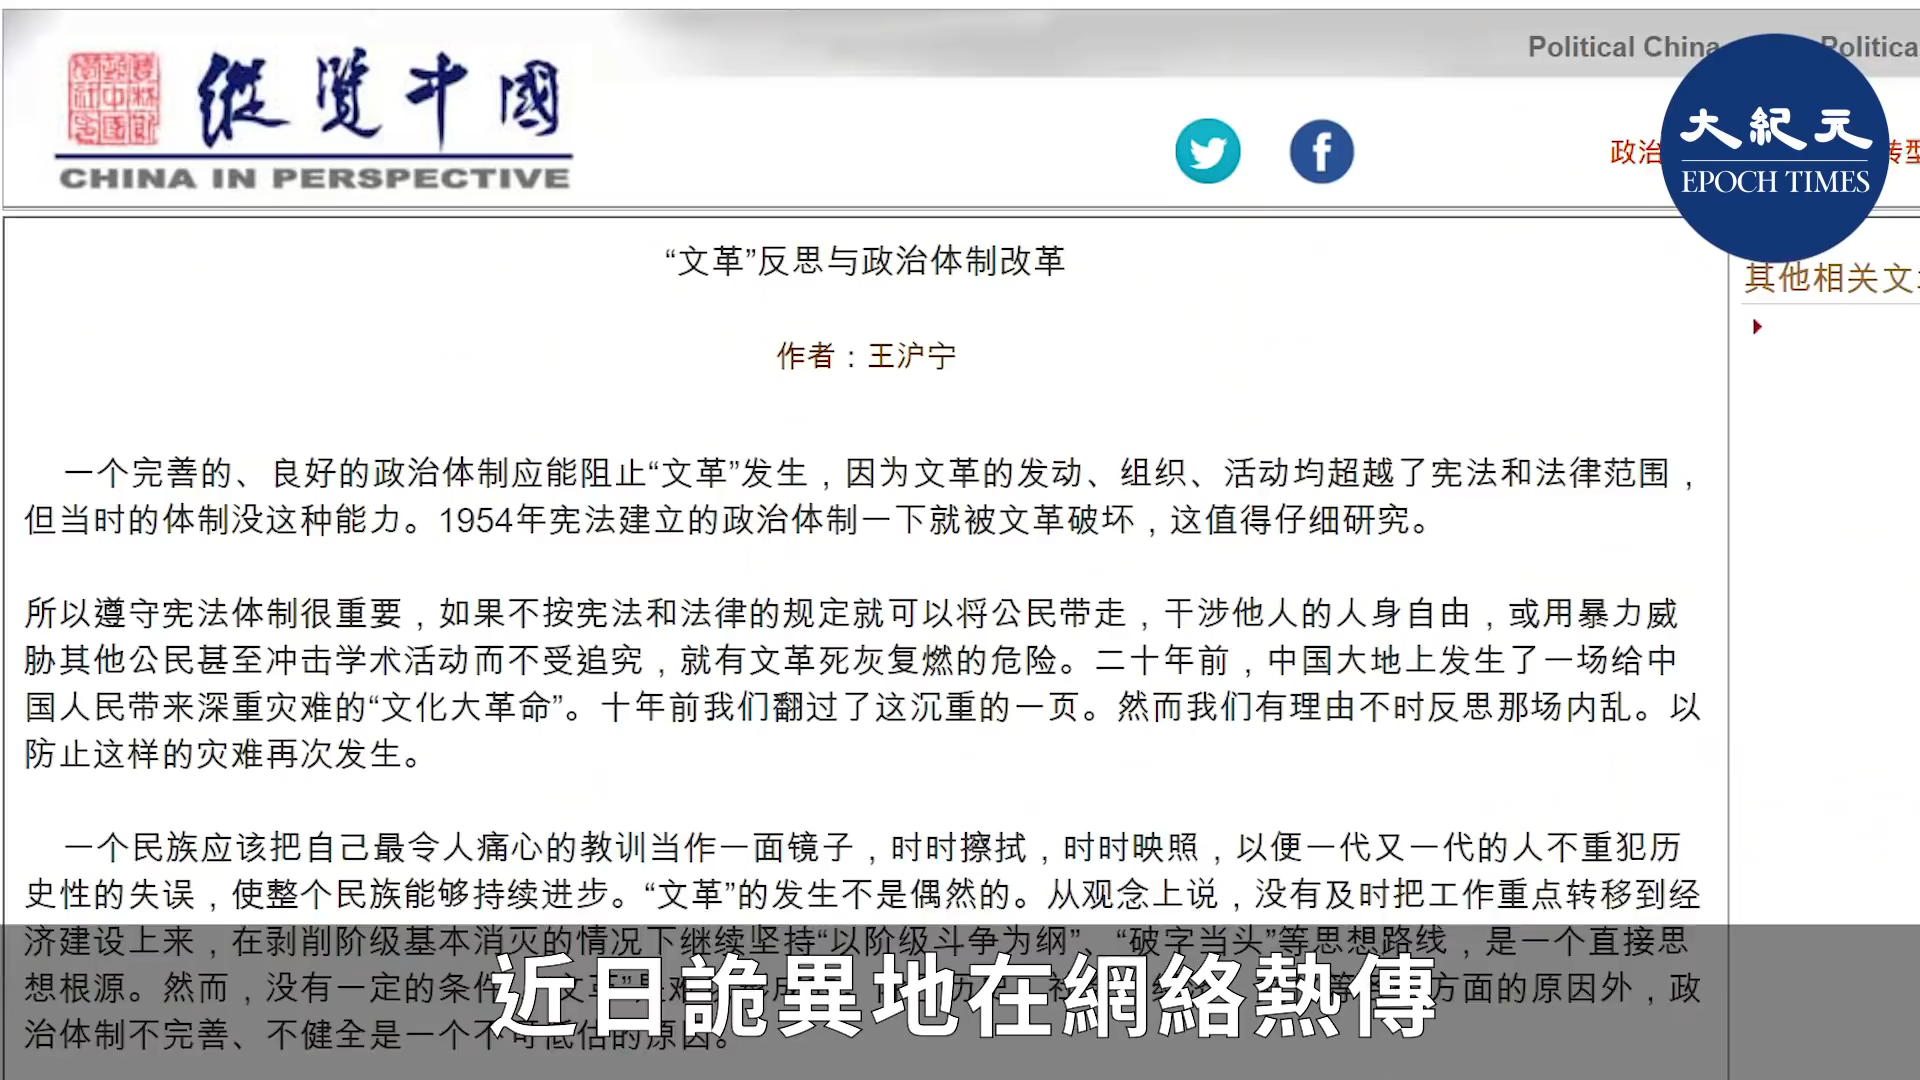 縱覽中國
CHINA IN PERSPECTIVE
Political China
Politica
政治
转型
大紀元
EPOCH TIMES
“文革”反思与政治体制改革
作者：王沪宁
其他相关文
一个完善的、良好的政治体制应能阻止“文革”发生，因为文革的发动、组织、活动均超越了宪法和法律范围，
但当时的体制没这种能力。1954年宪法建立的政治体制一下就被文革破坏，这值得仔细研究。
所以遵守宪法体制很重要，如果不按宪法和法律的规定就可以将公民带走，干涉他人的人身自由，或用暴力威
胁其他公民甚至冲击学术活动而不受追究，就有文革死灰复燃的危险。二十年前，中国大地上发生了一场给中
国人民带来深重灾难的“文化大革命”。十年前我们翻过了这沉重的一页。然而我们有理由不时反思那场内乱。以
防止这样的灾难再次发生。
一个民族应该把自己最令人痛心的教训当作一面镜子，时时擦拭，时时映照，以便一代又一代的人不重犯历
史性的失误，使整个民族能够持续进步。“文革”的发生不是偶然的。从观念上说，没有及时把工作重点转移到经
济建设上来，在剥削阶级基本消灭的情况下继续坚持“以阶级斗争为纲”、“破字当头”等思想路线，是一个直接思
想根源。然而，没有一定的条件 方面的原因外，政
治体制不完善、不健全是一个不可低估的原因。
近日詭異地在網絡熱傳